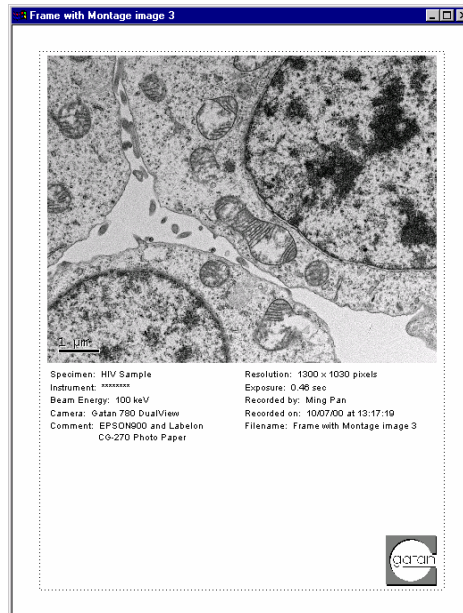 Frame with Montage image 3
1 µm
Specimen: HIV Sample
Instrument: ********
Beam Energy: 100 keV
Camera: Gatan 780 DualView
Comment: EPSON900 and Labelon
CG-270 Photo Paper
Resolution: 1300 x 1030 pixels
Exposure: 0.46 sec
Recorded by: Ming Pan
Recorded on: 10/07/00 at 13:17:19
Filename: Frame with Montage image 3
gatan